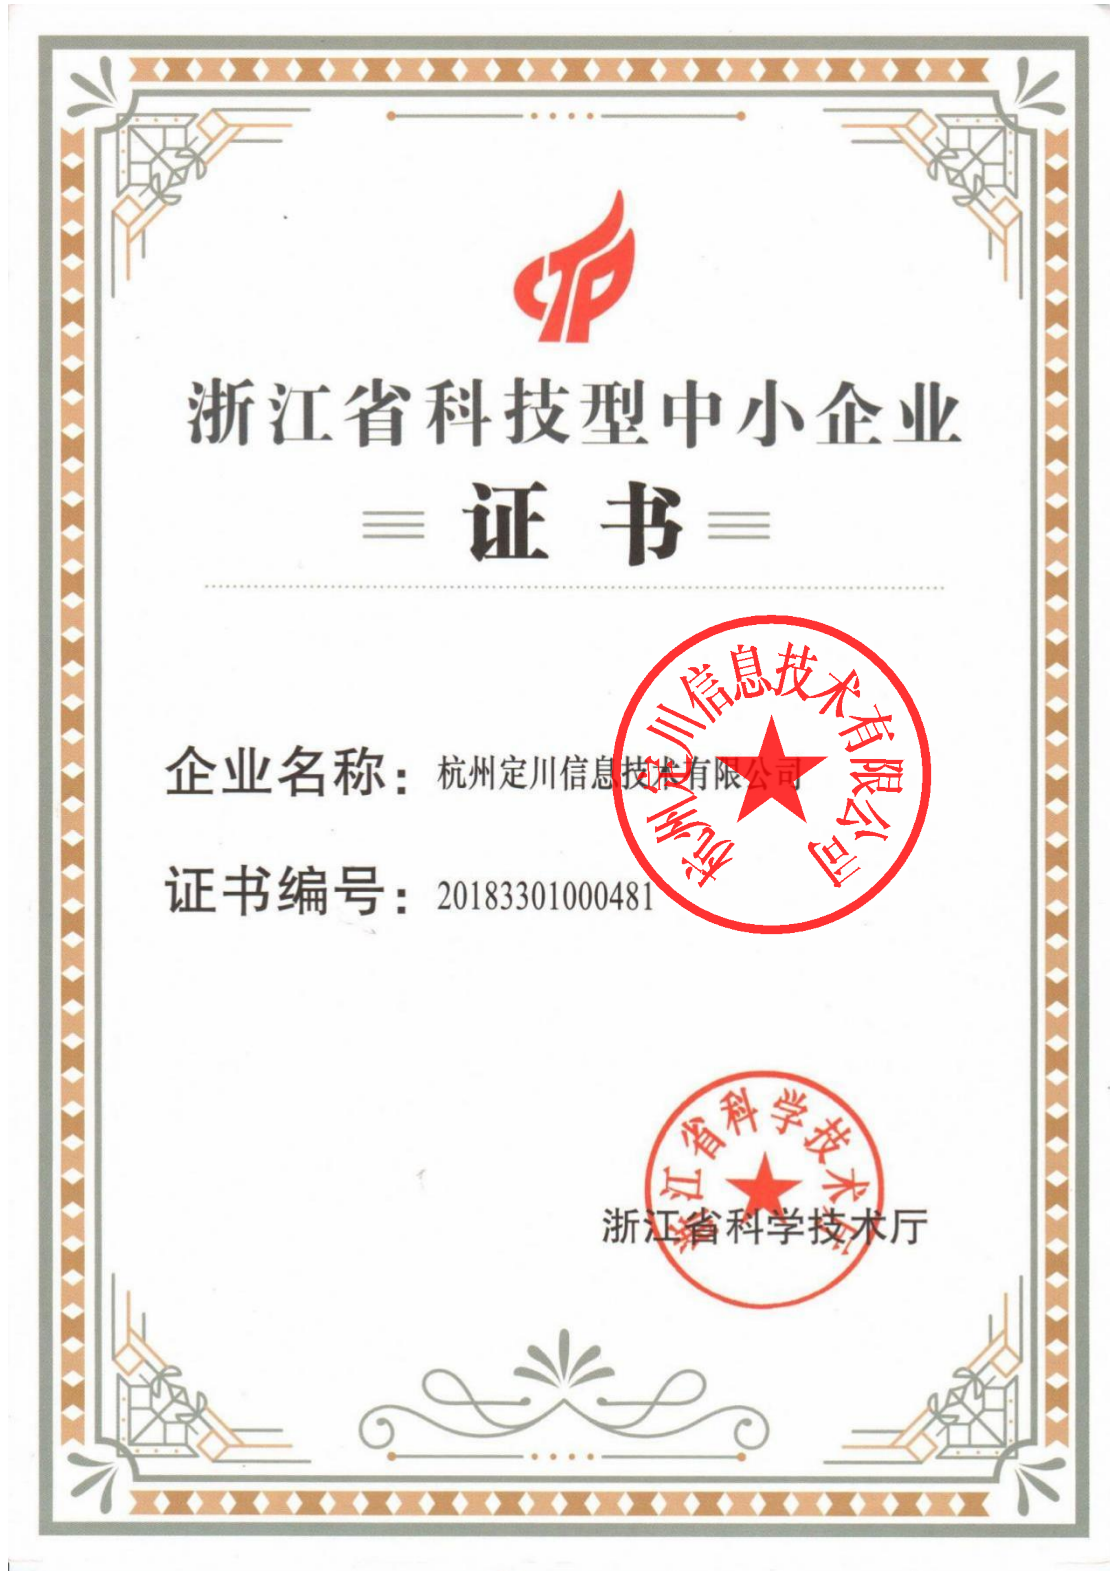 浙江省科技型中小企业
证书
企业名称：杭州定川信息技术有限公司
杭州定川信息技术有限公司
证书编号：20183301000481
浙江省科学技术厅
浙江省科学技术厅